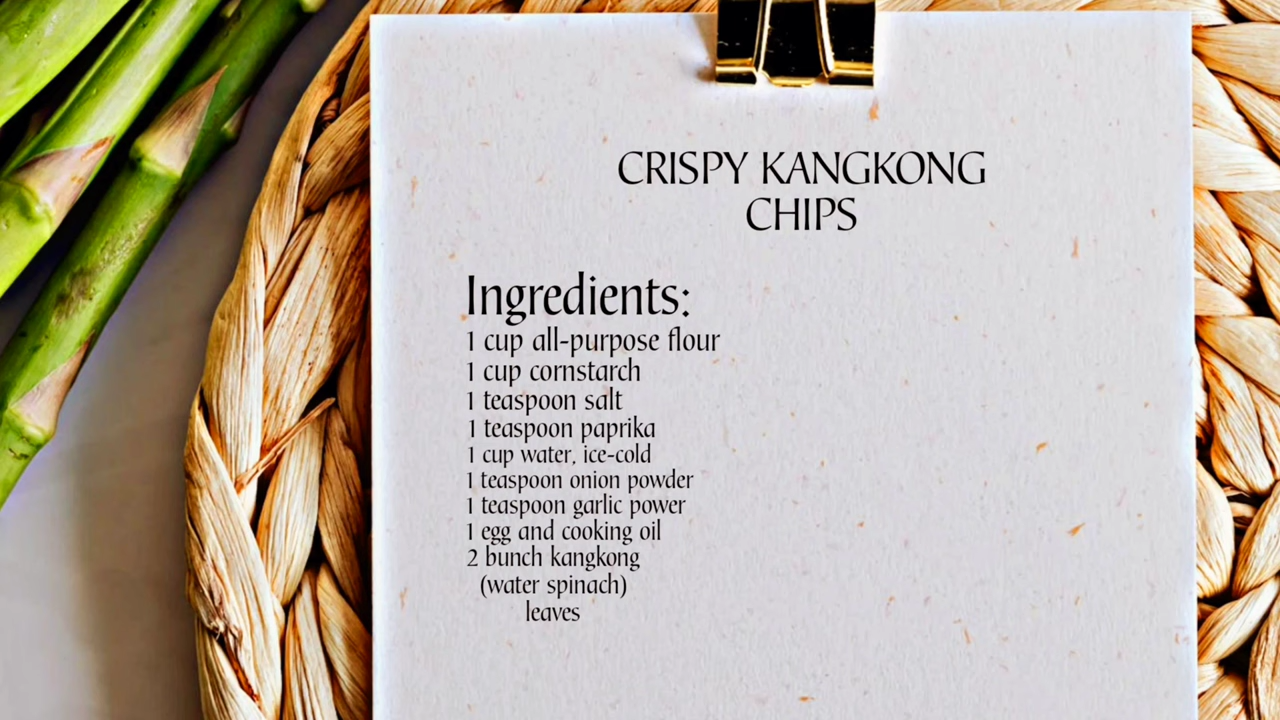 CRISPY KANGKONG
CHIPS
Ingredients:
1 cup all-purpose flour
1 cup cornstarch
1 teaspoon salt
1 teaspoon paprika
1 cup water, ice-cold
1 teaspoon onion powder
1 teaspoon garlic power
1 egg and cooking oil
2 bunch kangkong
(water spinach)
leaves